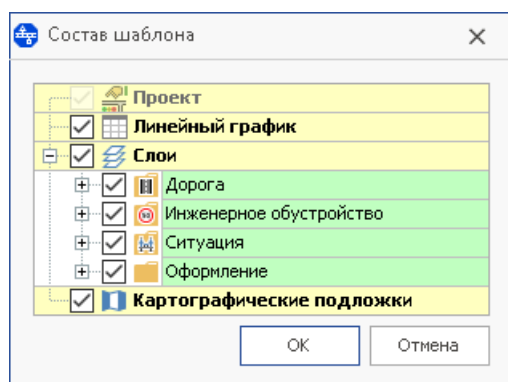 Состав шаблона
Проект
Линейный график
Слои
Дорога
Инженерное обустройство
Ситуация
Оформление
Картографические подложки
ОК
Отмена